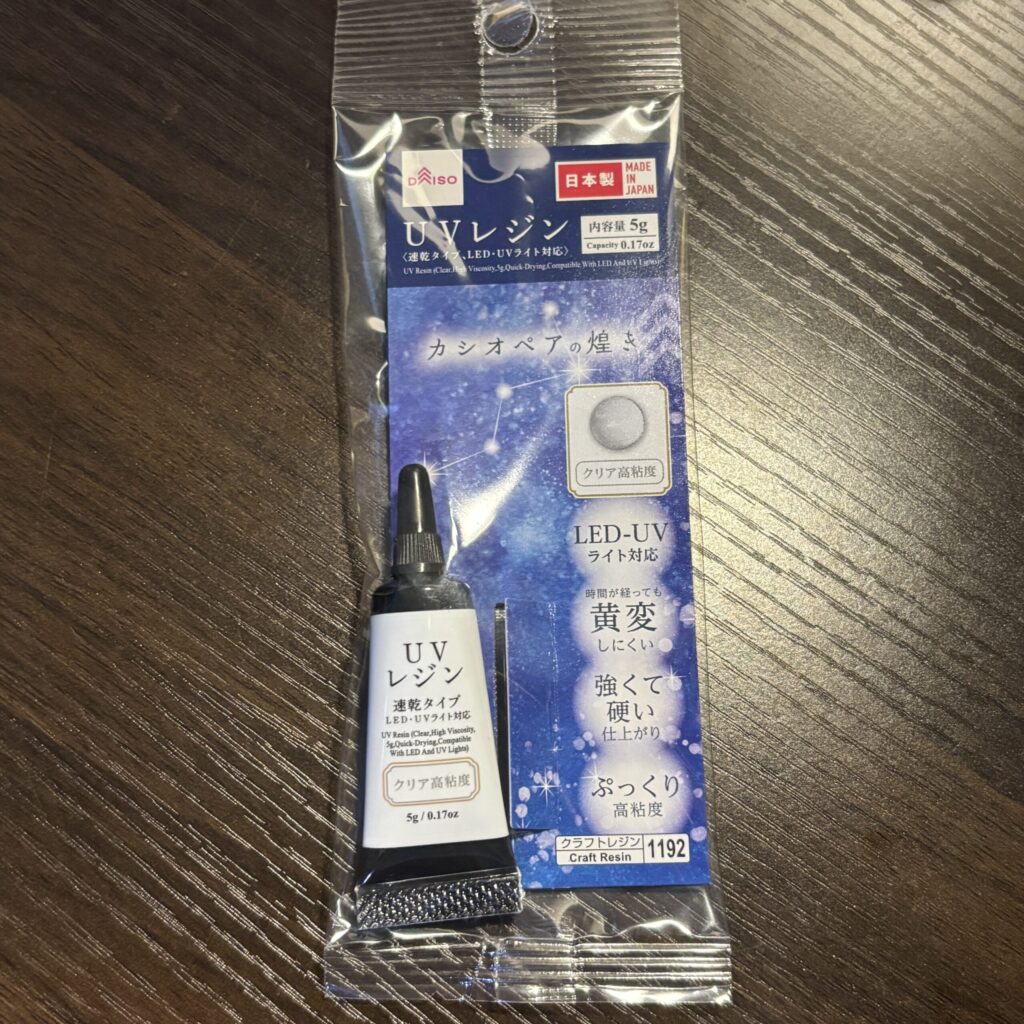 DAISO
日本製
MADE
IN
JAPAN
UVレジン
内容量 5g
Capacity 0.17oz
〈速乾タイプ、LED・UVライト対応〉
UV Resin (Clear,High Viscosity,5g,Quick-Drying,Compatible With LED And UV Lights)
カシオペアの煌き
クリア高粘度
LED-UV
ライト対応
時間が経っても
黄変
しにくい
強くて
硬い
仕上がり
ぷっくり
高粘度
クラフトレジン
Craft Resin
1192
UV
レジン
速乾タイプ
LED・UVライト対応
UV Resin (Clear,High Viscosity,
5g,Quick-Drying,Compatible
With LED And UV Lights)
クリア高粘度
5g / 0.17oz